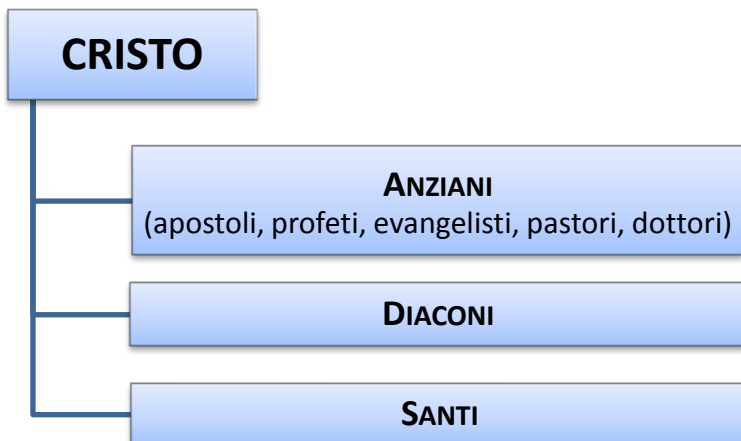 CRISTO
ANZIANI
(apostoli, profeti, evangelisti, pastori, dottori)
DIACONI
SANTI